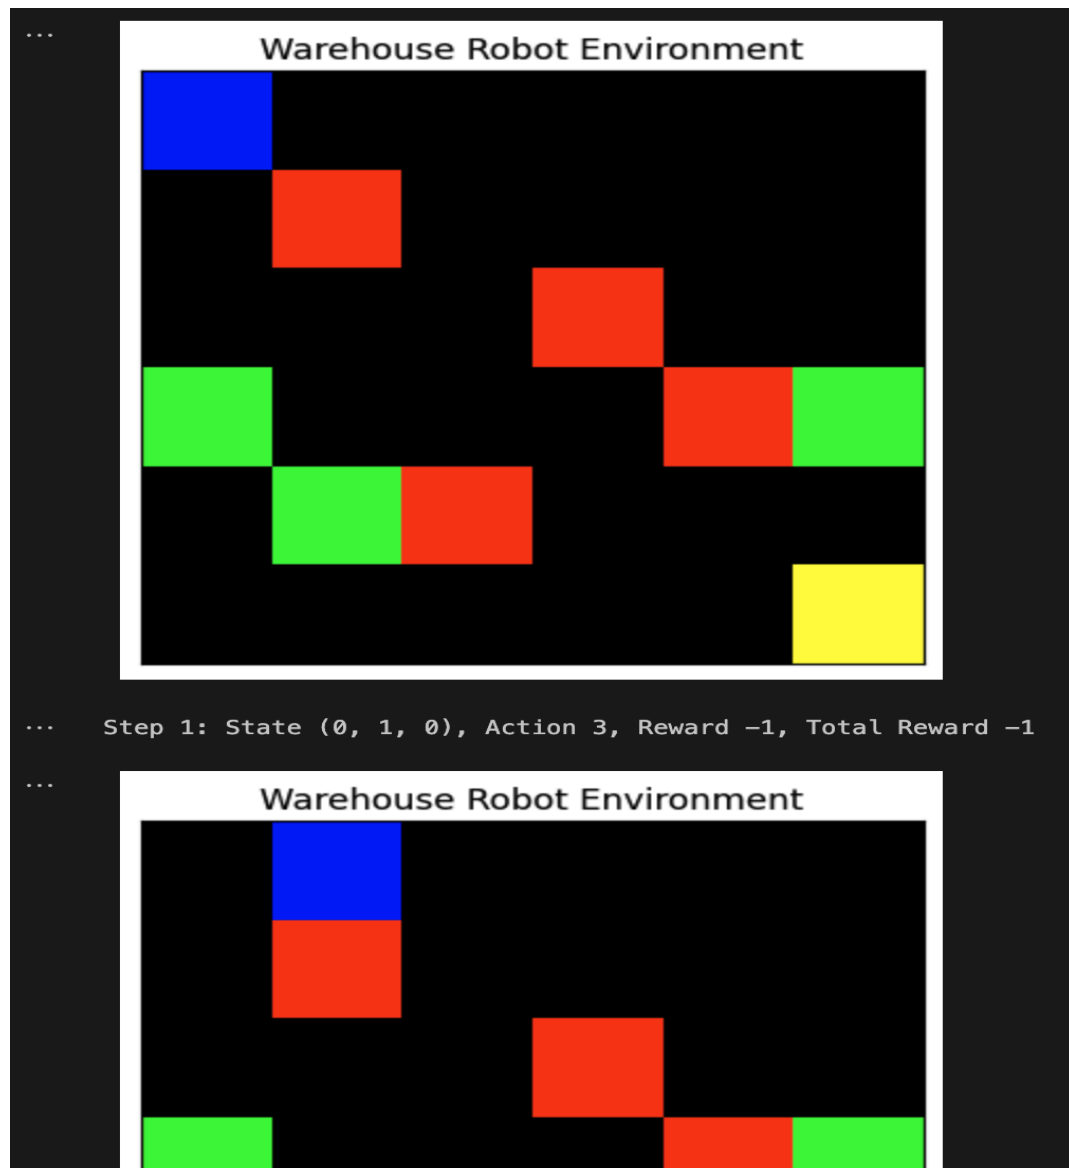 ...
Warehouse Robot Environment
... Step 1: State (0, 1, 0), Action 3, Reward −1, Total Reward −1
...
Warehouse Robot Environment